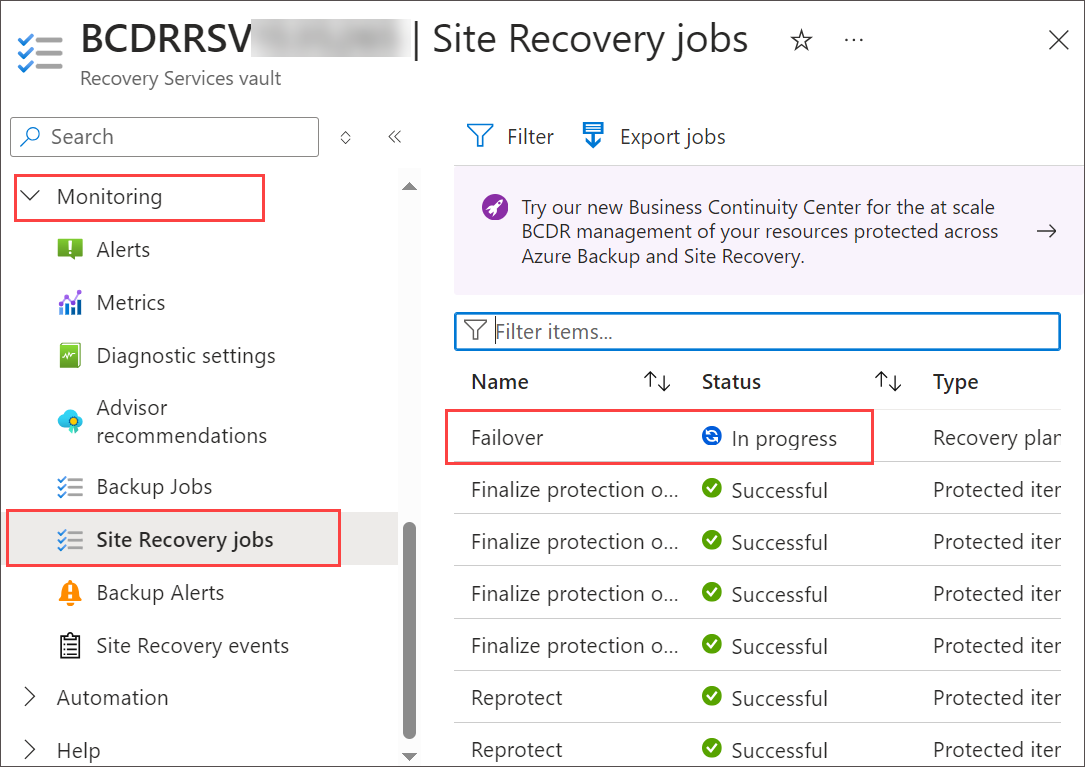 BCDRRSV | Site Recovery jobs
Recovery Services vault
Search
Monitoring
Alerts
Metrics
Diagnostic settings
Advisor
recommendations
Backup Jobs
Site Recovery jobs
Backup Alerts
Site Recovery events
Automation
Help
Filter
Export jobs
Try our new Business Continuity Center for the at scale
BCDR management of your resources protected across
Azure Backup and Site Recovery.
Filter items...
Name Status Type
Failover In progress Recovery plan
Finalize protection o... Successful Protected iter
Finalize protection o... Successful Protected iter
Finalize protection o... Successful Protected iter
Finalize protection o... Successful Protected iter
Reprotect Successful Protected iter
Reprotect Successful Protected iter